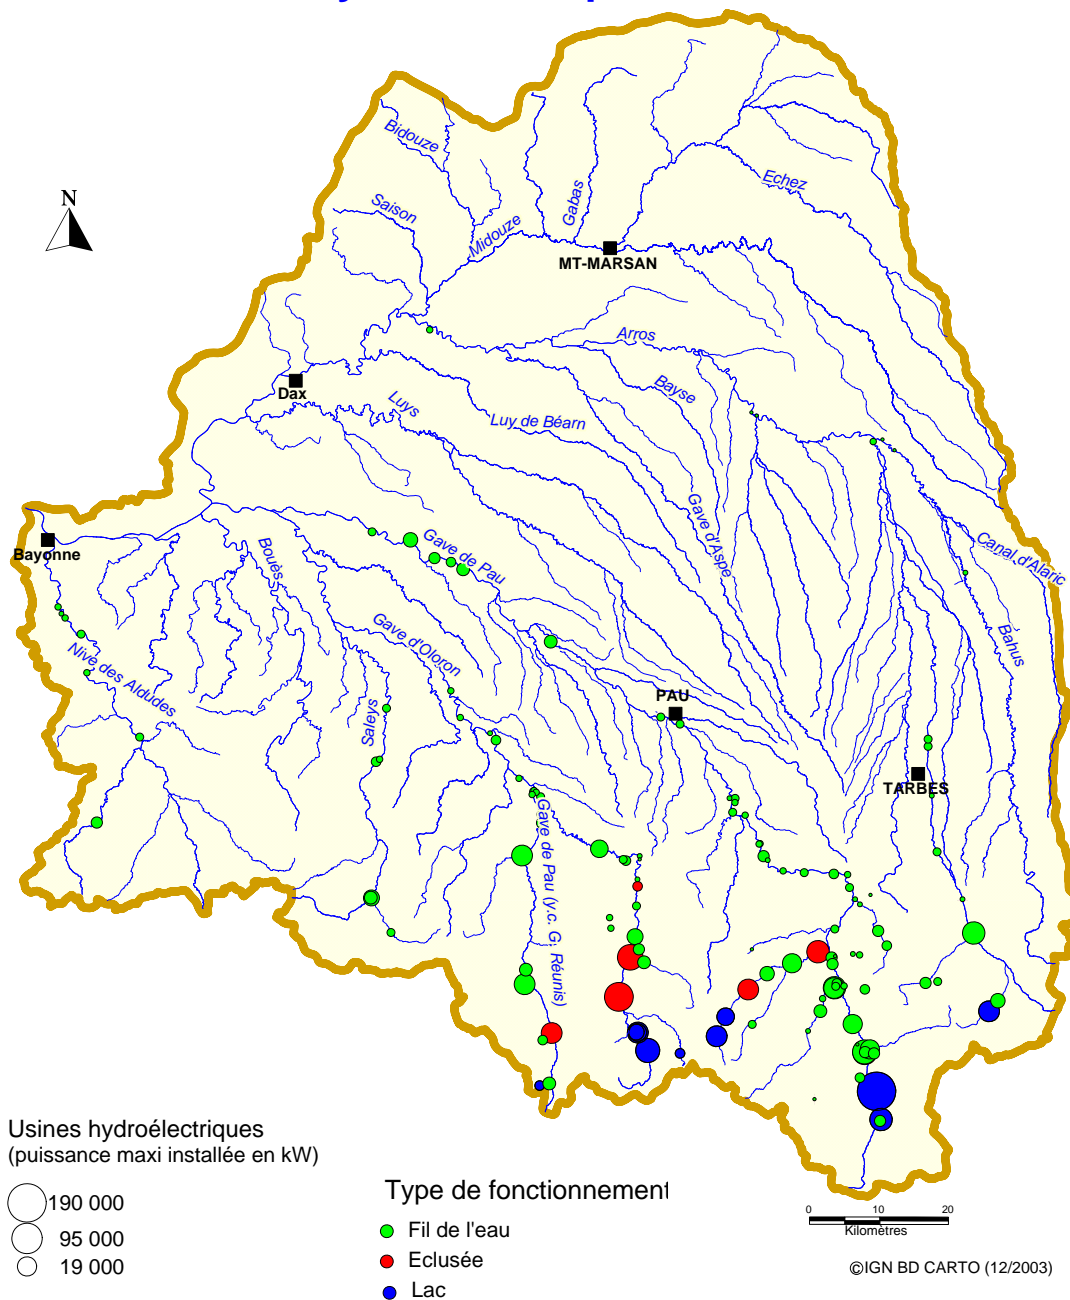 Bidouze
Saison
Midouze
Gabas
Echez
N
MT-MARSAN
Arros
Bayse
Dax
Luys
Luy de Béarn
Gave d'Aspe
Canal d'Alaric
Bayonne
Bouès
Gave de Pau
Gave d'Oloron
Bahus
Nive des Aldudes
Saleys
PAU
TARBES
Gave de Pau (y.c. G. Réunis)
Usines hydroélectriques
(puissance maxi installée en kW)
190 000
95 000
19 000
Type de fonctionnement
Fil de l'eau
Eclusée
Lac
0 10 20
Kilomètres
©IGN BD CARTO (12/2003)